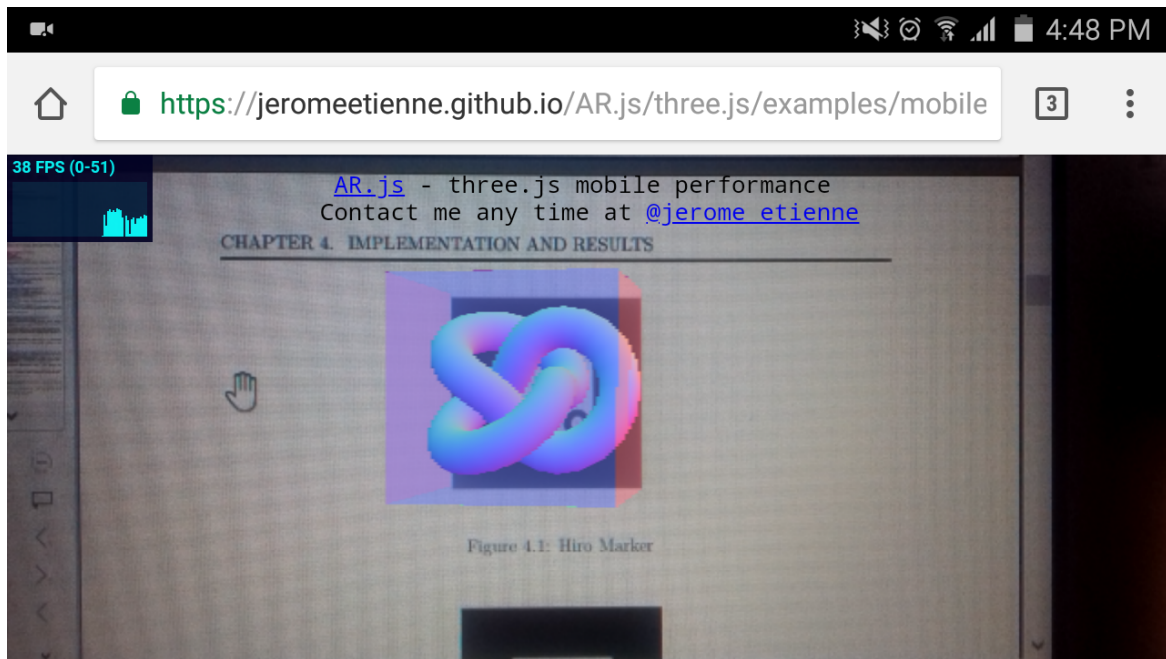 4:48 PM
https://jeromeetienne.github.io/AR.js/three.js/examples/mobile
3
38 FPS (0-51)
AR.js - three.js mobile performance
Contact me any time at @jerome_etienne
CHAPTER 4. IMPLEMENTATION AND RESULTS
Figure 4.1: Hiro Marker